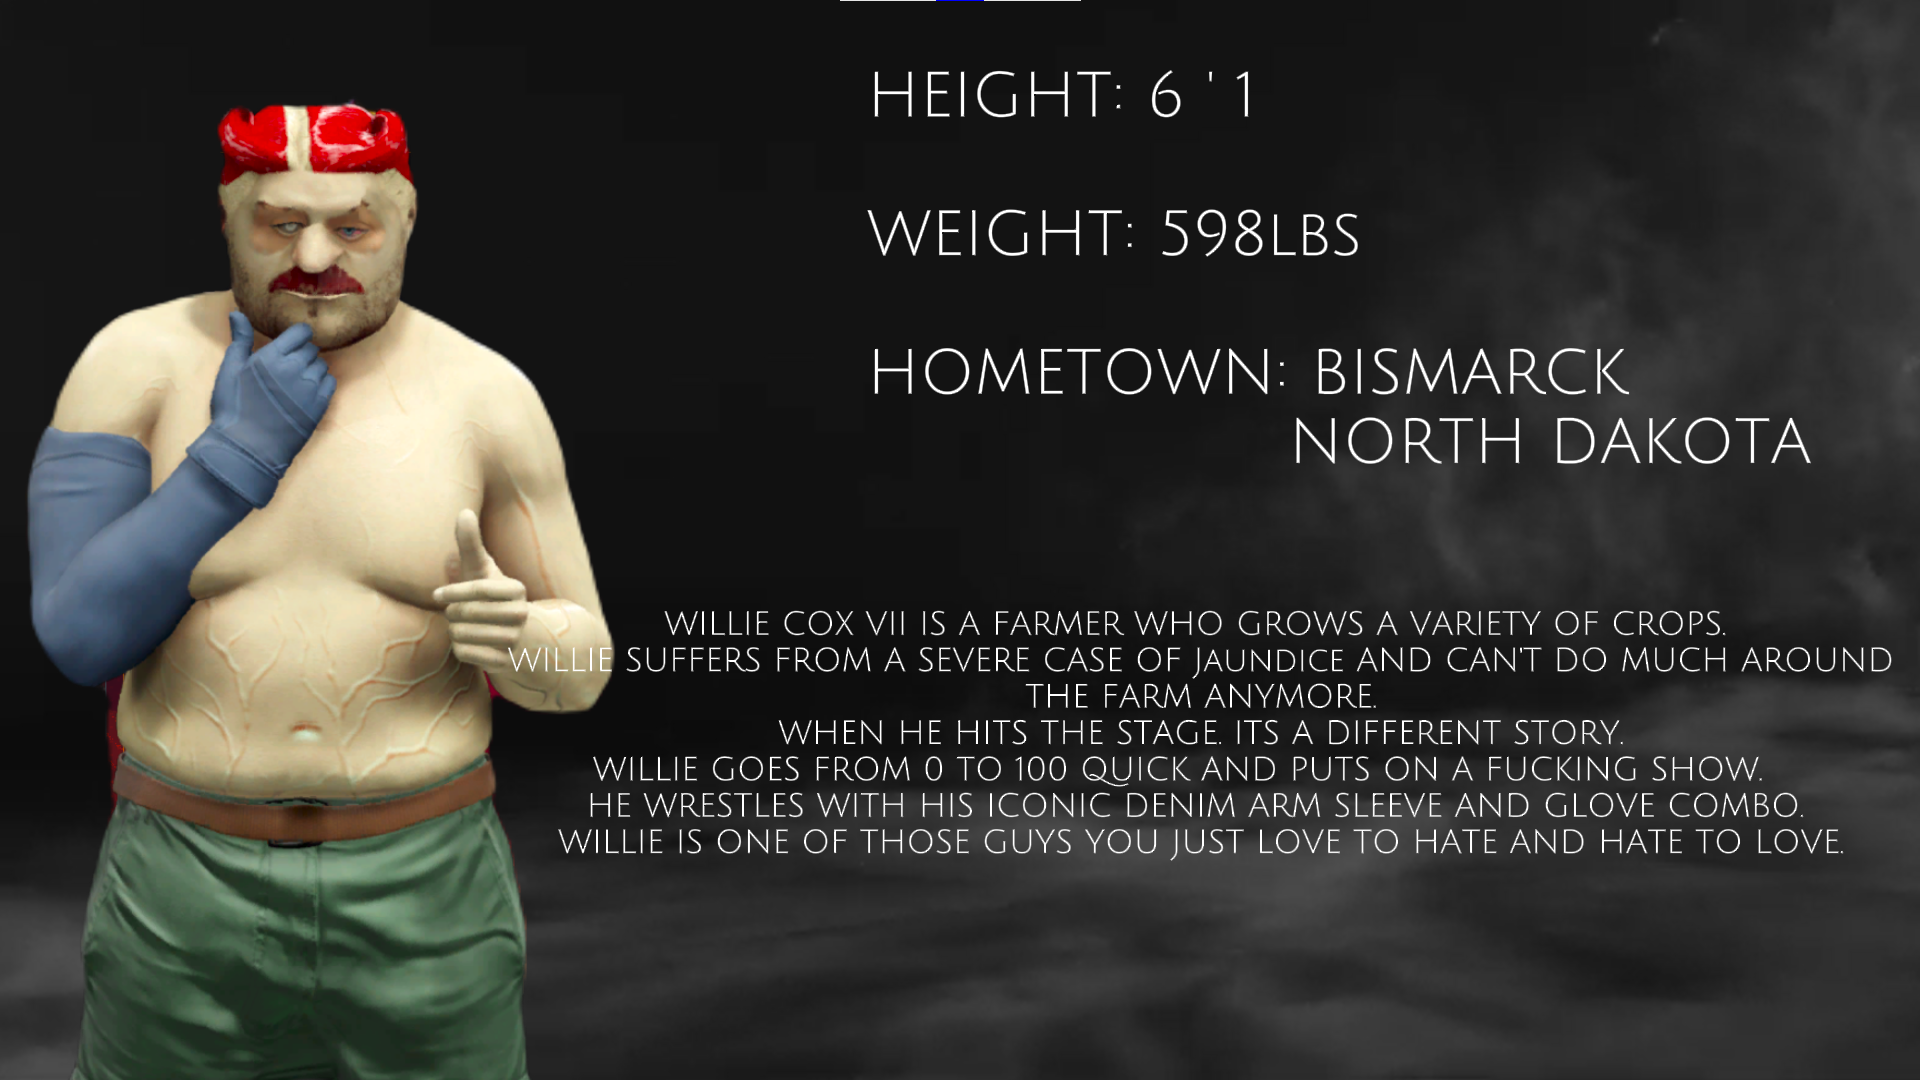 HEIGHT: 6 ' 1
WEIGHT: 598LBS
HOMETOWN: BISMARCK
NORTH DAKOTA
WILLIE COX VII IS A FARMER WHO GROWS A VARIETY OF CROPS.
WILLIE SUFFERS FROM A SEVERE CASE OF JAUNDICE AND CAN'T DO MUCH AROUND
THE FARM ANYMORE.
WHEN HE HITS THE STAGE. ITS A DIFFERENT STORY.
WILLIE GOES FROM 0 TO 100 QUICK AND PUTS ON A FUCKING SHOW.
HE WRESTLES WITH HIS ICONIC DENIM ARM SLEEVE AND GLOVE COMBO.
WILLIE IS ONE OF THOSE GUYS YOU JUST LOVE TO HATE AND HATE TO LOVE.